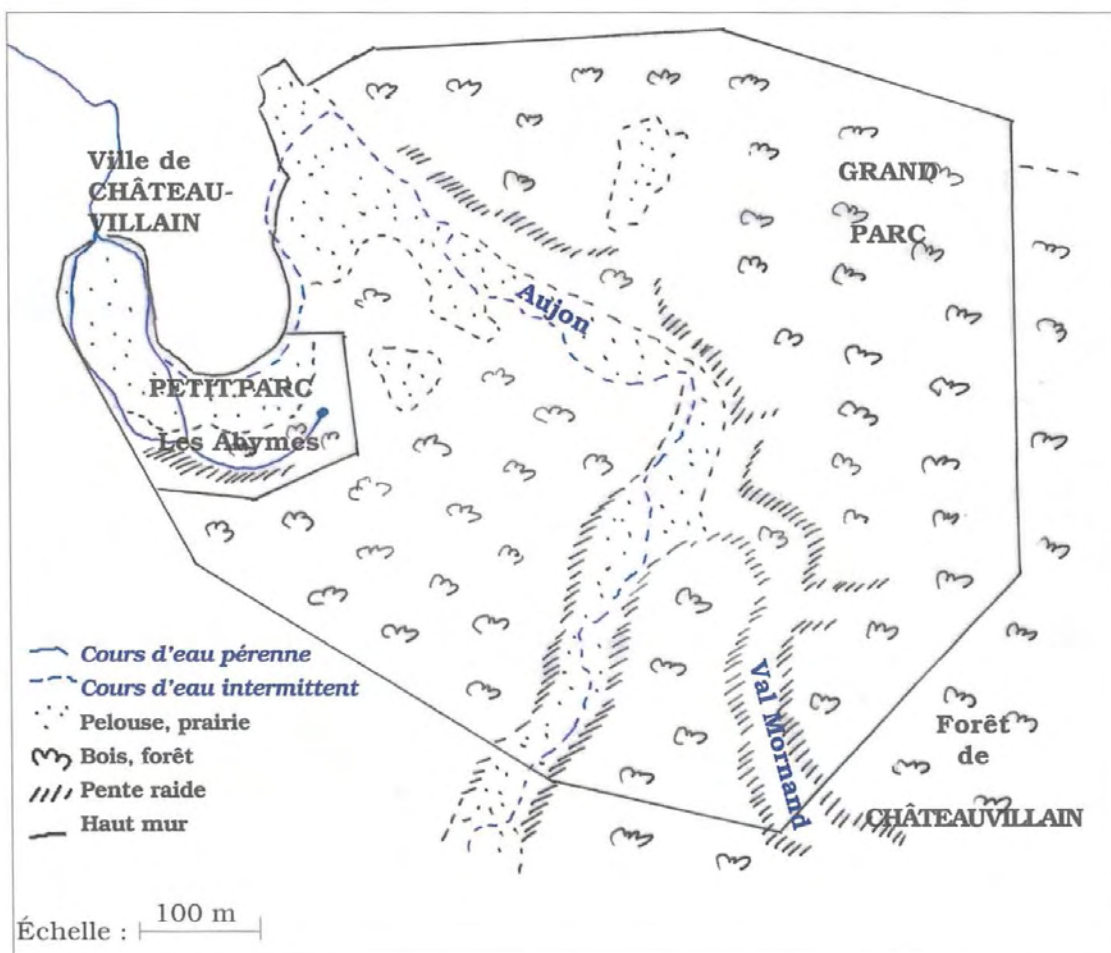 Ville de
CHÂTEAU-
VILLAIN
GRAND
PARC
Aujon
PETIT PARC
Les Abymes
Val Mornand
Forêt
de
CHÂTEAUVILLAIN
Cours d'eau pérenne
Cours d'eau intermittent
Pelouse, prairie
Bois, forêt
Pente raide
Haut mur
Échelle :
100 m